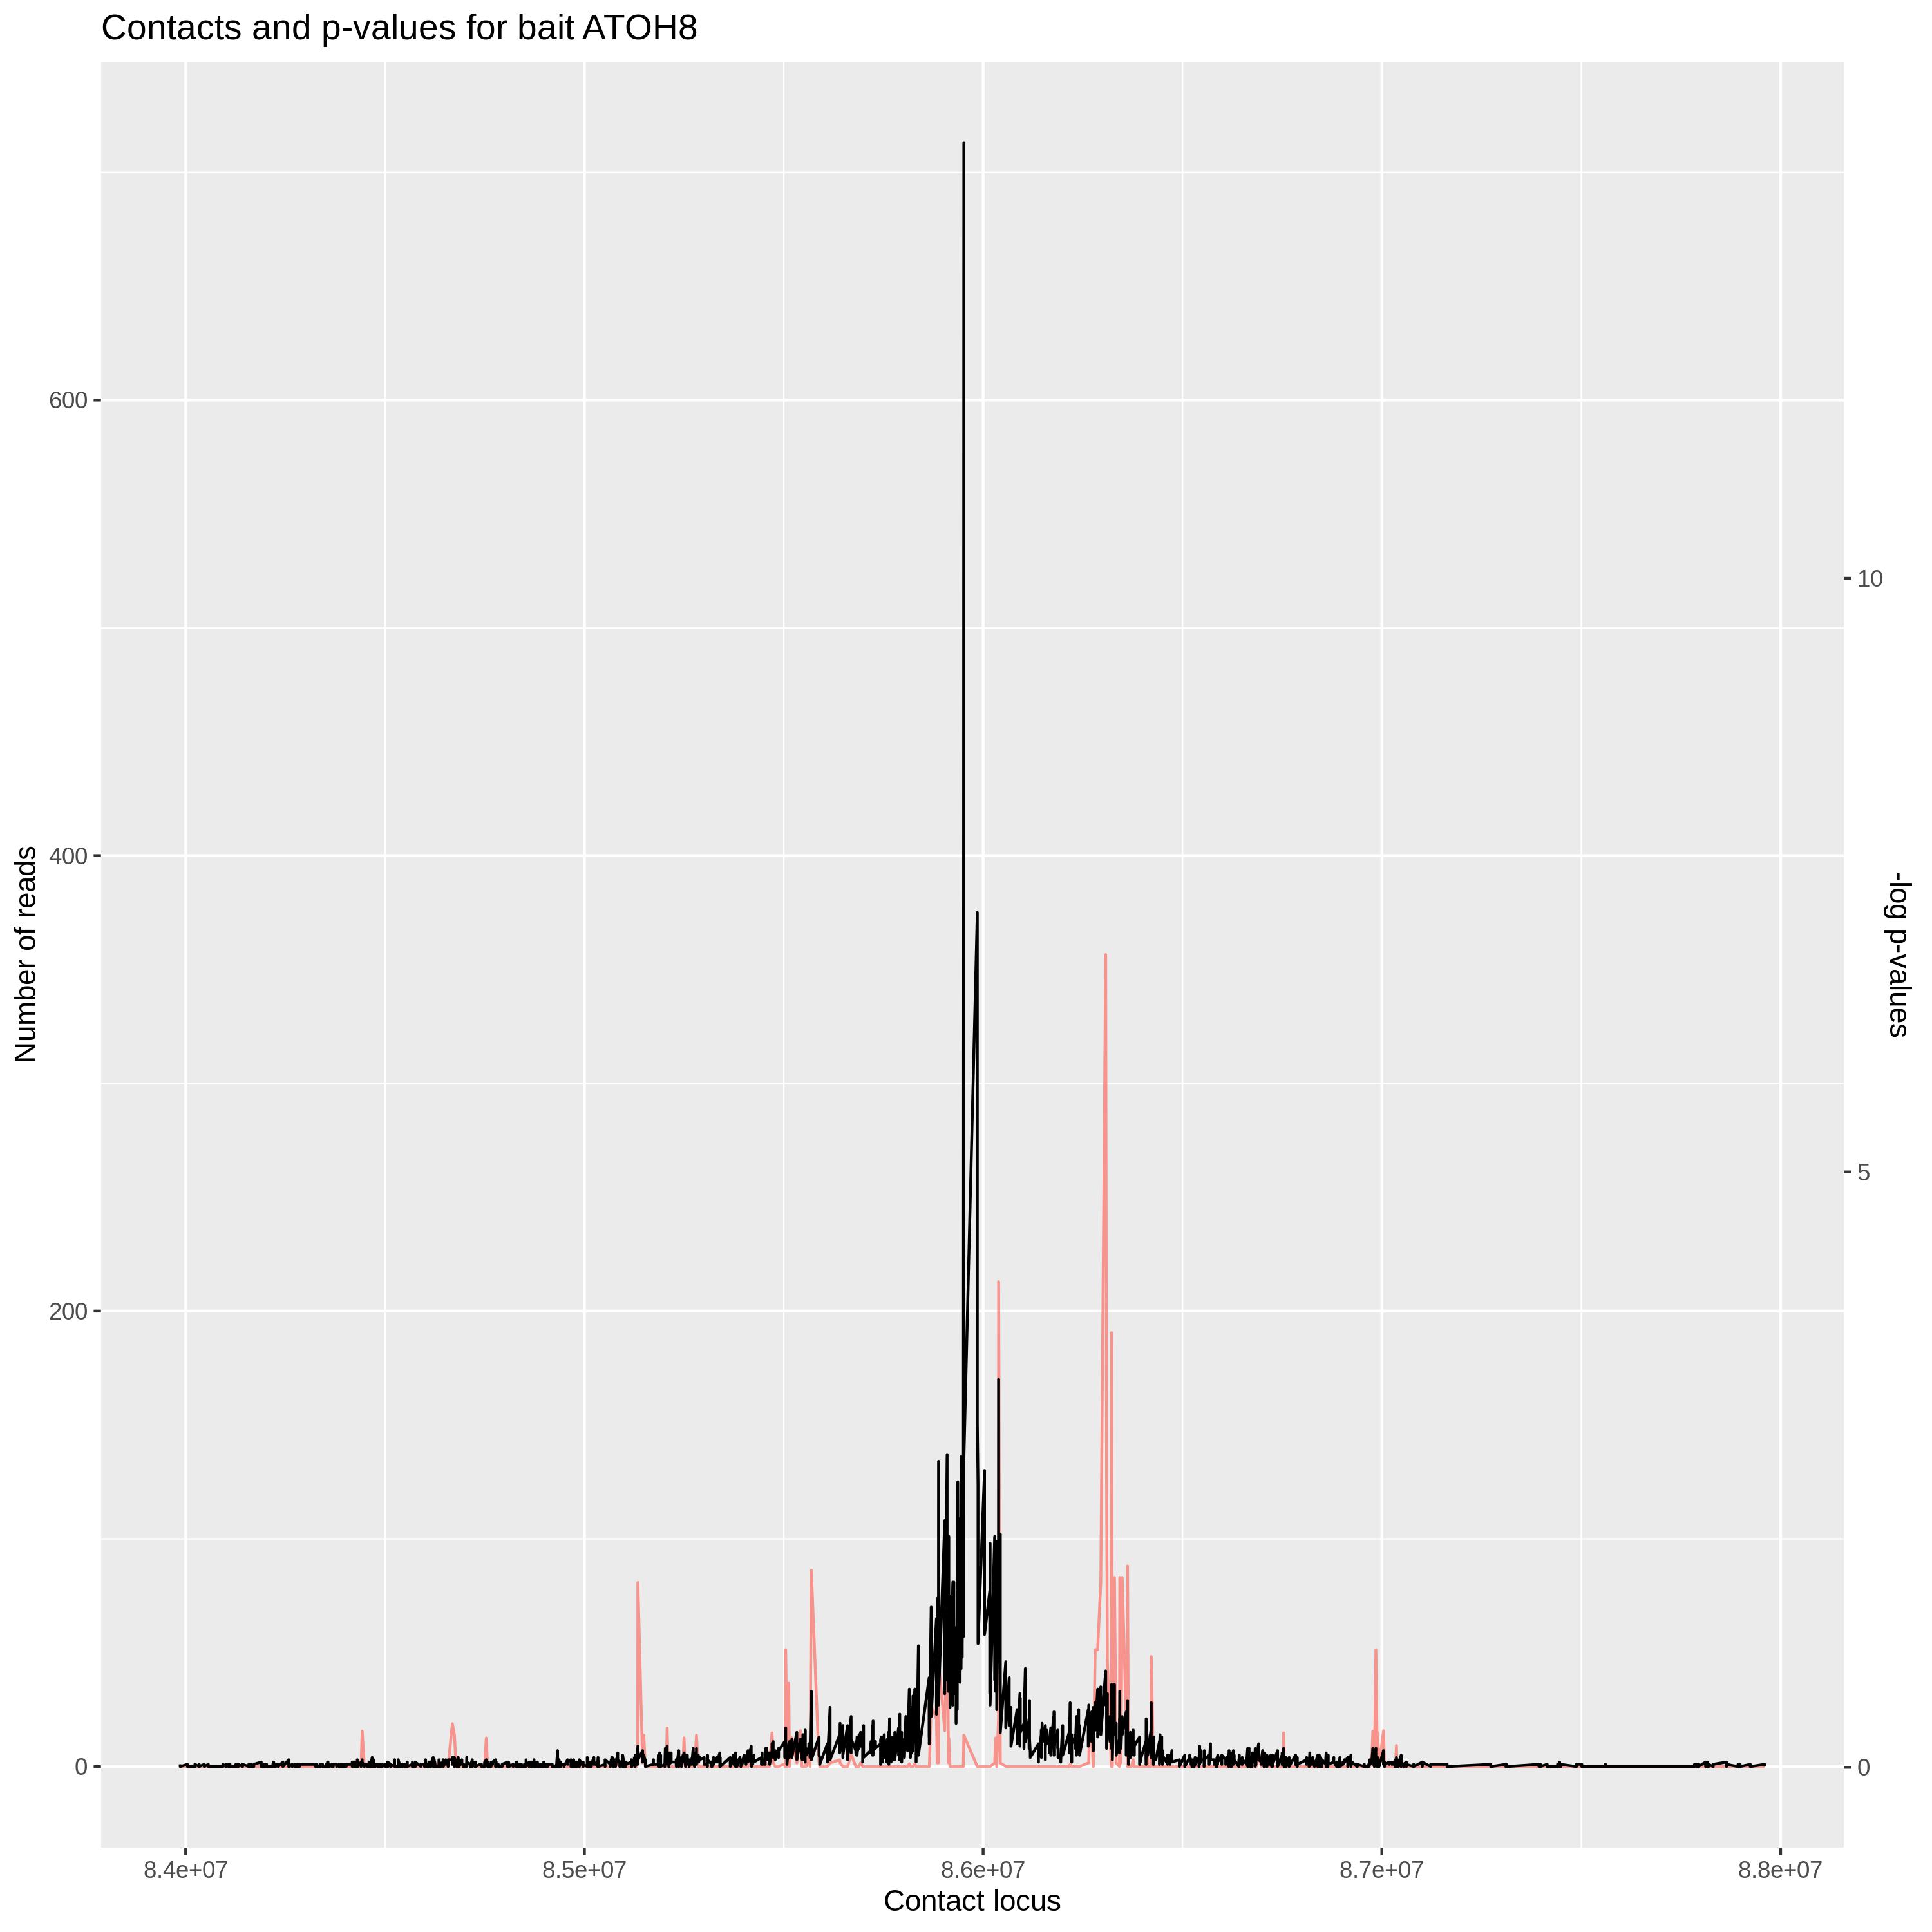 Contacts and p-values for bait ATOH8
Number of reads
600
400
200
0
10
5
0
-log p-values
8.4e+07 8.5e+07 8.6e+07 8.7e+07 8.8e+07
Contact locus